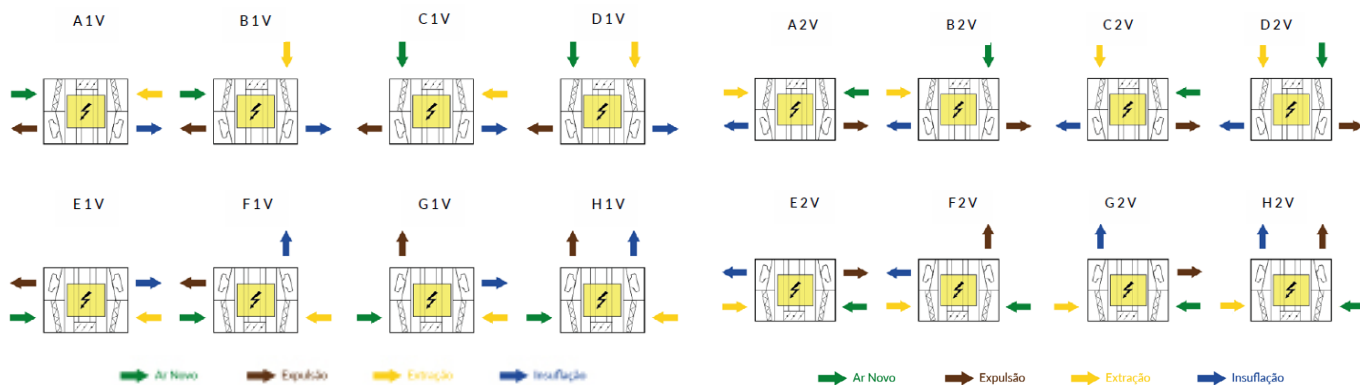 A1V B1V C1V D1V A2V B2V C2V D2V
E1V F1V G1V H1V E2V F2V G2V H2V
Ar Novo Expulsão Extração Insuflação Ar Novo Expulsão Extração Insuflação